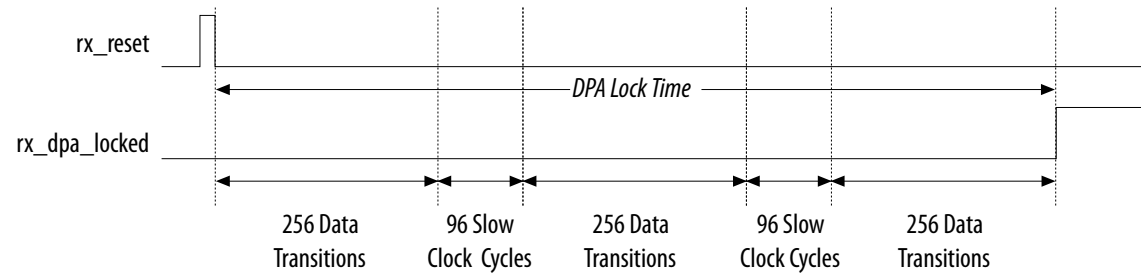 rx_reset
DPA Lock Time
rx_dpa_locked
256 Data
Transitions
96 Slow
Clock Cycles
256 Data
Transitions
96 Slow
Clock Cycles
256 Data
Transitions